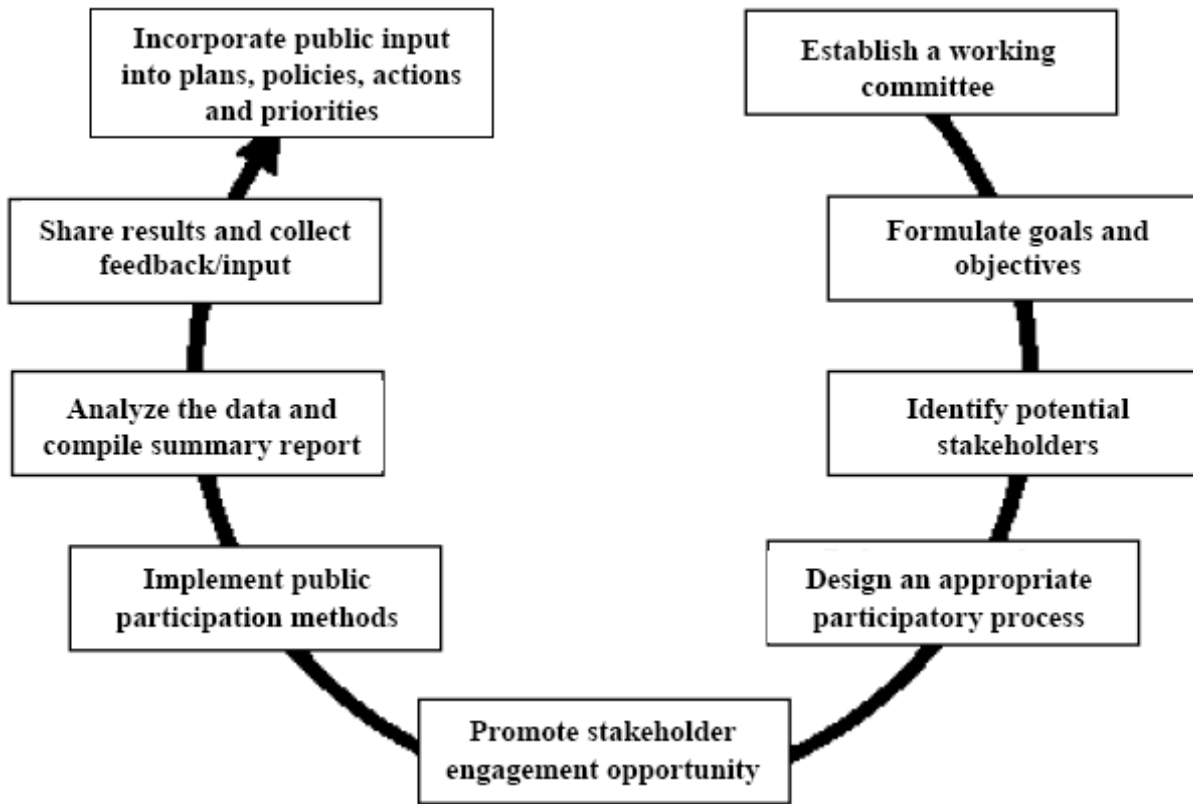 Establish a working
committee
Formulate goals and
objectives
Identify potential
stakeholders
Design an appropriate
participatory process
Promote stakeholder
engagement opportunity
Implement public
participation methods
Analyze the data and
compile summary report
Share results and collect
feedback/input
Incorporate public input
into plans, policies, actions
and priorities